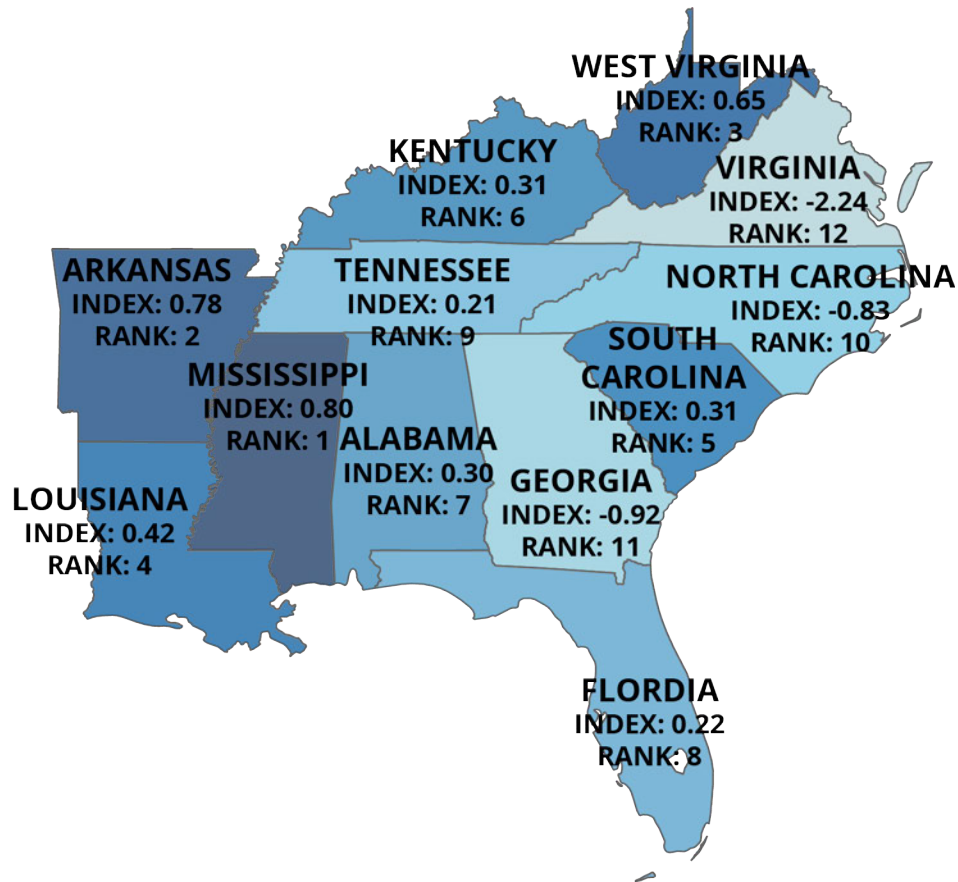 WEST VIRGINIA
INDEX: 0.65
RANK: 3
KENTUCKY
INDEX: 0.31
RANK: 6
VIRGINIA
INDEX: -2.24
RANK: 12
ARKANSAS
INDEX: 0.78
RANK: 2
TENNESSEE
INDEX: 0.21
RANK: 9
NORTH CAROLINA
INDEX: -0.83
RANK: 10
MISSISSIPPI
INDEX: 0.80
RANK: 1
SOUTH
CAROLINA
INDEX: 0.31
RANK: 5
ALABAMA
INDEX: 0.30
RANK: 7
GEORGIA
INDEX: -0.92
RANK: 11
LOUISIANA
INDEX: 0.42
RANK: 4
FLORDIA
INDEX: 0.22
RANK: 8